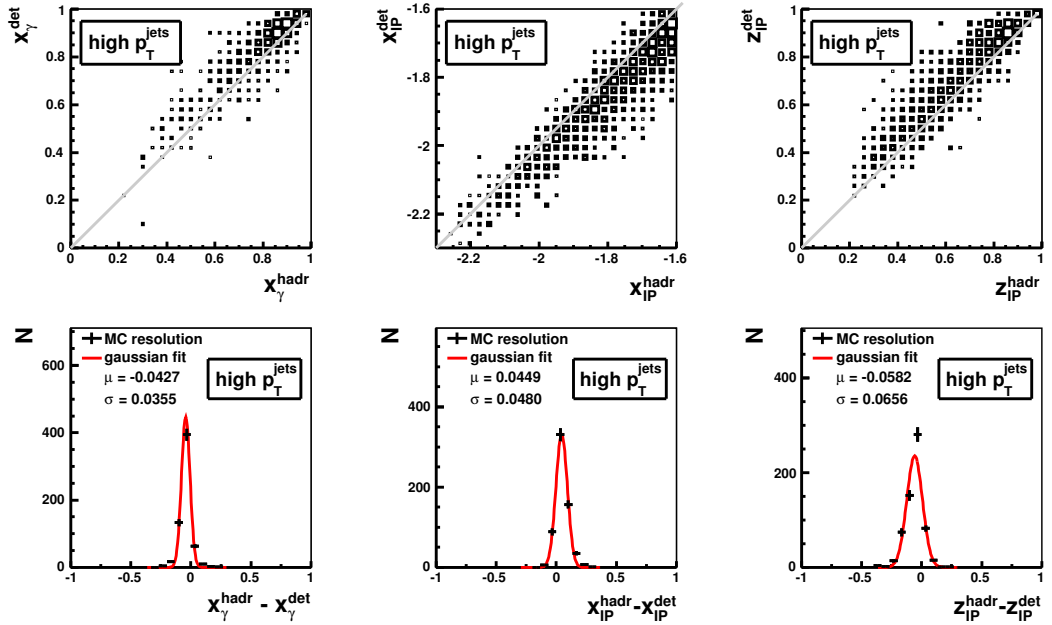 x_γ^det
high p_T^jets
1
0.8
0.6
0.4
0.2
0
0 0.2 0.4 0.6 0.8 1
x_γ^hadr
x_IP^det
high p_T^jets
-1.6
-1.8
-2
-2.2
-2.2 -2 -1.8 -1.6
x_IP^hadr
z_IP^det
high p_T^jets
1
0.8
0.6
0.4
0.2
0
0 0.2 0.4 0.6 0.8 1
z_IP^hadr
N
MC resolution
gaussian fit
μ = -0.0427
σ = 0.0355
high p_T^jets
600
400
200
0
-1 -0.5 0 0.5 1
x_γ^hadr - x_γ^det
N
MC resolution
gaussian fit
μ = 0.0449
σ = 0.0480
high p_T^jets
400
200
0
-1 -0.5 0 0.5 1
x_IP^hadr-x_IP^det
N
MC resolution
gaussian fit
μ = -0.0582
σ = 0.0656
high p_T^jets
400
200
0
-1 -0.5 0 0.5 1
z_IP^hadr-z_IP^det